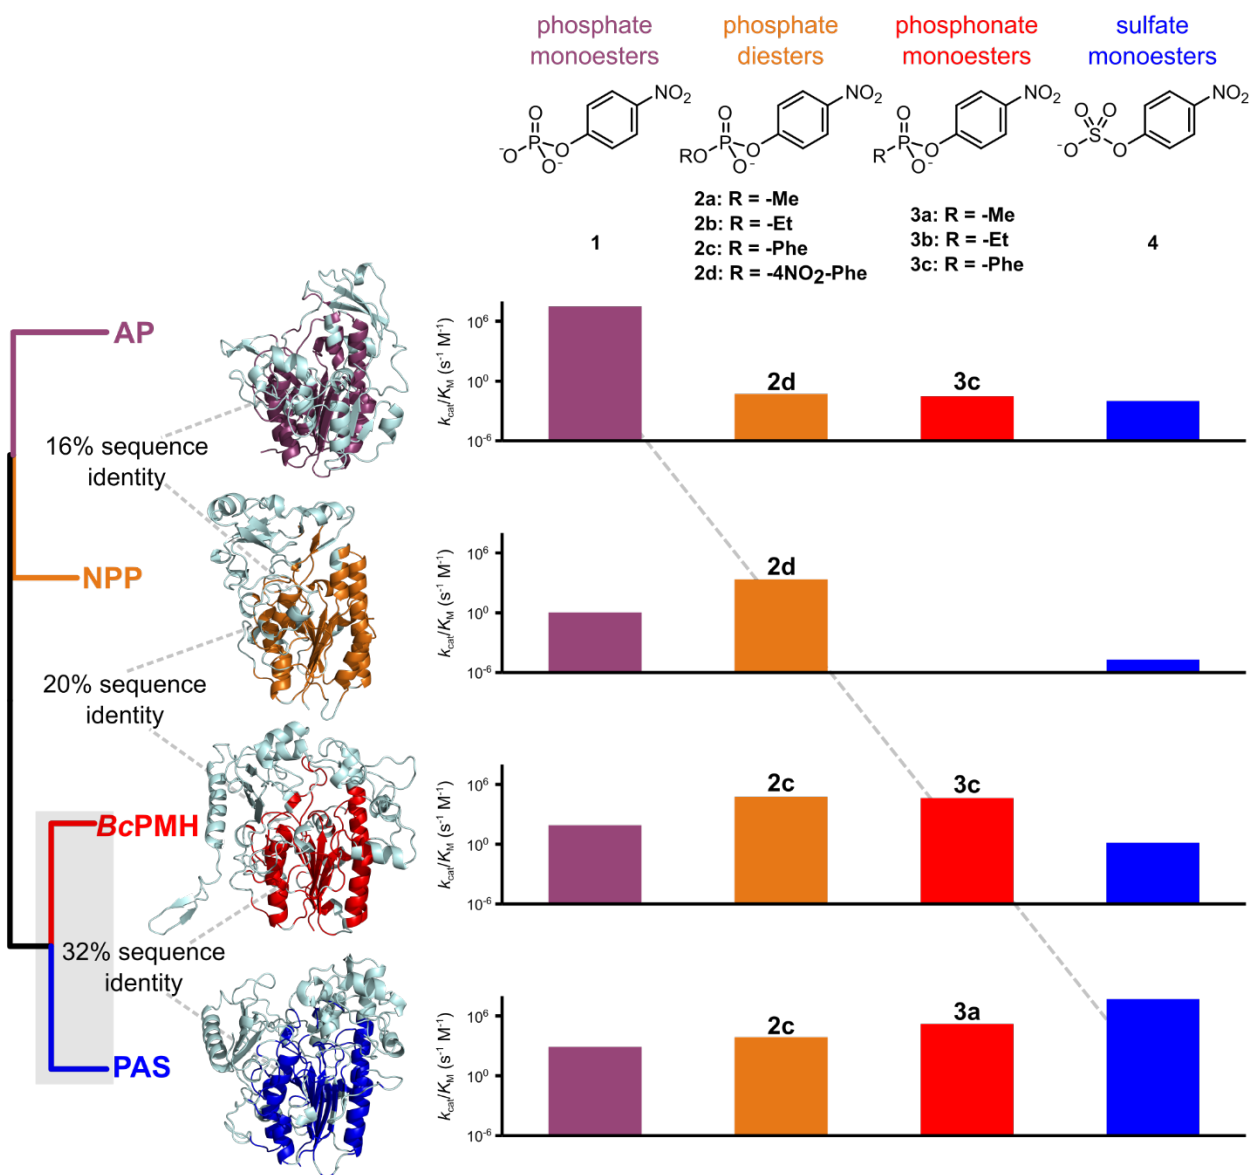 phosphate
monoesters
phosphate
diesters
phosphonate
monoesters
sulfate
monoesters
NO2
O
-O P O
O-
NO2
O
RO P O
O-
NO2
O
R P O
O-
NO2
O O
-O S O
1
2a: R = -Me
2b: R = -Et
2c: R = -Phe
2d: R = -4NO2-Phe
3a: R = -Me
3b: R = -Et
3c: R = -Phe
4
AP
16% sequence
identity
NPP
20% sequence
identity
BcPMH
32% sequence
identity
PAS
kcat/KM (s-1 M-1)
10^6
10^0
10^-6
2d
3c
kcat/KM (s-1 M-1)
10^6
10^0
10^-6
2d
kcat/KM (s-1 M-1)
10^6
10^0
10^-6
2c
3c
kcat/KM (s-1 M-1)
10^6
10^0
10^-6
2c
3a